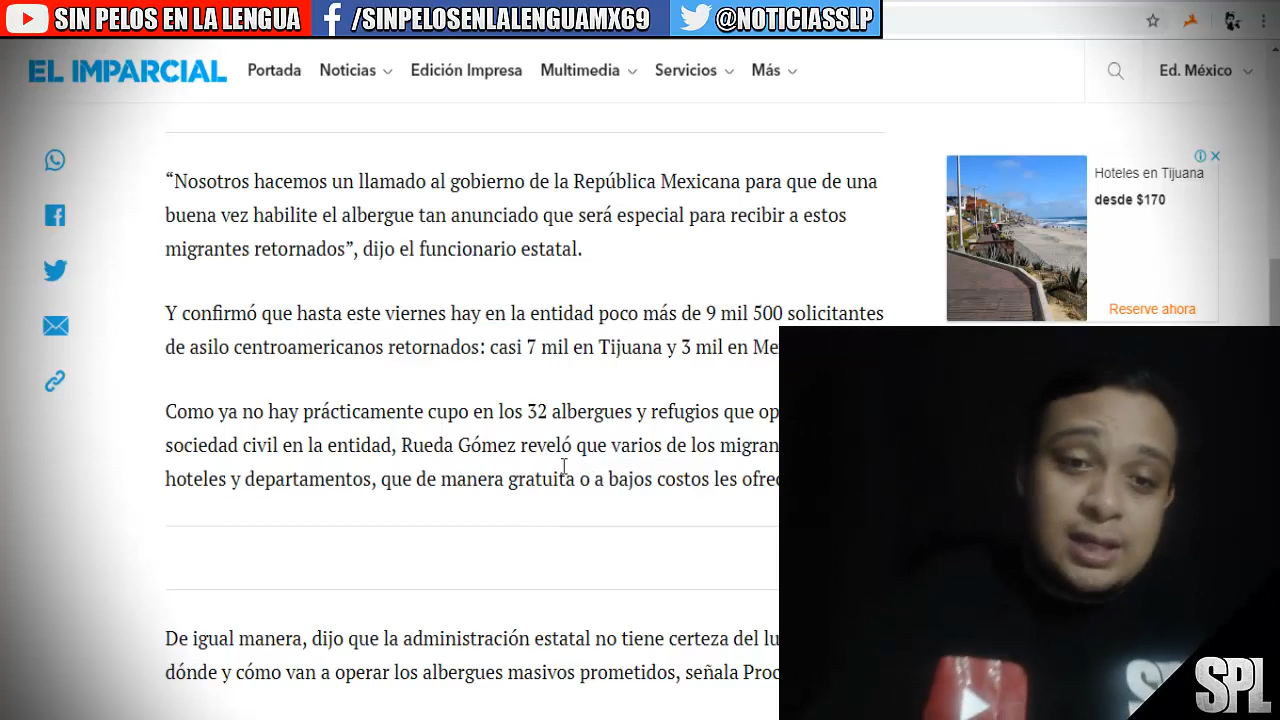 SIN PELOS EN LA LENGUA /SINPELOSENLALENGUAMX69 @NOTICIASSLP
EL IMPARCIAL Portada Noticias Edición Impresa Multimedia Servicios Más Ed. México
“Nosotros hacemos un llamado al gobierno de la República Mexicana para que de una
buena vez habilite el albergue tan anunciado que será especial para recibir a estos
migrantes retornados”, dijo el funcionario estatal.
Y confirmó que hasta este viernes hay en la entidad poco más de 9 mil 500 solicitantes
de asilo centroamericanos retornados: casi 7 mil en Tijuana y 3 mil en
Como ya no hay prácticamente cupo en los 32 albergues y refugios que
sociedad civil en la entidad, Rueda Gómez reveló que varios de los
hoteles y departamentos, que de manera gratuita o a bajos costos les
De igual manera, dijo que la administración estatal no tiene certeza del
dónde y cómo van a operar los albergues masivos prometidos, señala
Hoteles en Tijuana
desde $170
Reserve ahora
SPL